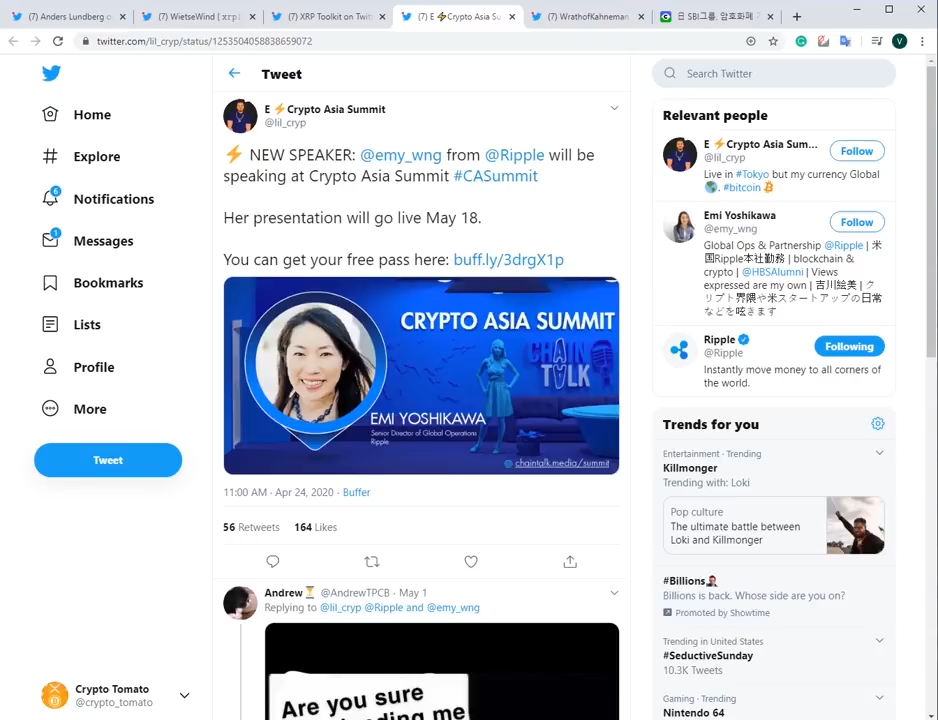 (7) Anders Lundberg o
(7) WietseWind ( xrpl
(7) XRP Toolkit on Twit
(7) E ⚡Crypto Asia Su
(7) WrathofKahneman
日 SBI그룹, 암호화폐
twitter.com/lil_cryp/status/1253504058838659072
V
Home
Explore
6
Notifications
1
Messages
Bookmarks
Lists
Profile
More
Tweet
Crypto Tomato
@crypto_tomato
Tweet
E ⚡Crypto Asia Summit
@lil_cryp
⚡ NEW SPEAKER: @emy_wng from @Ripple will be
speaking at Crypto Asia Summit #CASummit
Her presentation will go live May 18.
You can get your free pass here: buff.ly/3drgX1p
CRYPTO ASIA SUMMIT
CHAIN
TALK
EMI YOSHIKAWA
Senior Director of Global Operations
Ripple
chaintalk.media/summit
11:00 AM · Apr 24, 2020 · Buffer
56 Retweets 164 Likes
Andrew⏳ @AndrewTPCB · May 1
Replying to @lil_cryp @Ripple and @emy_wng
Are you sure
Search Twitter
Relevant people
E ⚡Crypto Asia Sum...
@lil_cryp
Follow
Live in #Tokyo but my currency Global
🌎. #bitcoin
Emi Yoshikawa
@emy_wng
Follow
Global Ops & Partnership @Ripple | 米
国Ripple本社勤務 | blockchain &
crypto | @HBSAlumni | Views
expressed are my own | 吉川絵美 | ク
リプト界隈や米スタートアップの日常
などを呟きます
Ripple
@Ripple
Following
Instantly move money to all corners of
the world.
Trends for you
Entertainment · Trending
Killmonger
Trending with: Loki
Pop culture
The ultimate battle between
Loki and Killmonger
#Billions
Billions is back. Whose side are you on?
Promoted by Showtime
Trending in United States
#SeductiveSunday
10.3K Tweets
Gaming · Trending
Nintendo 64